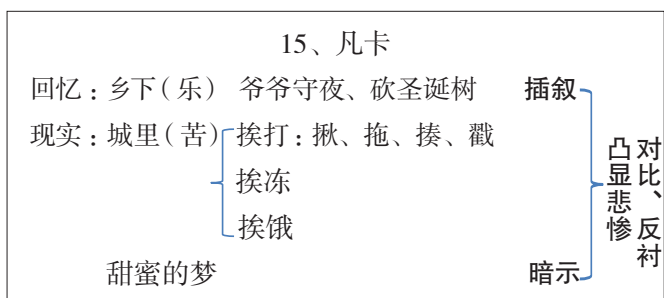 15、凡卡
回忆：乡下（乐） 爷爷守夜、砍圣诞树 插叙
现实：城里（苦） 挨打：揪、拖、揍、戳
挨冻
挨饿
甜蜜的梦 暗示
对比、反衬
凸显悲惨